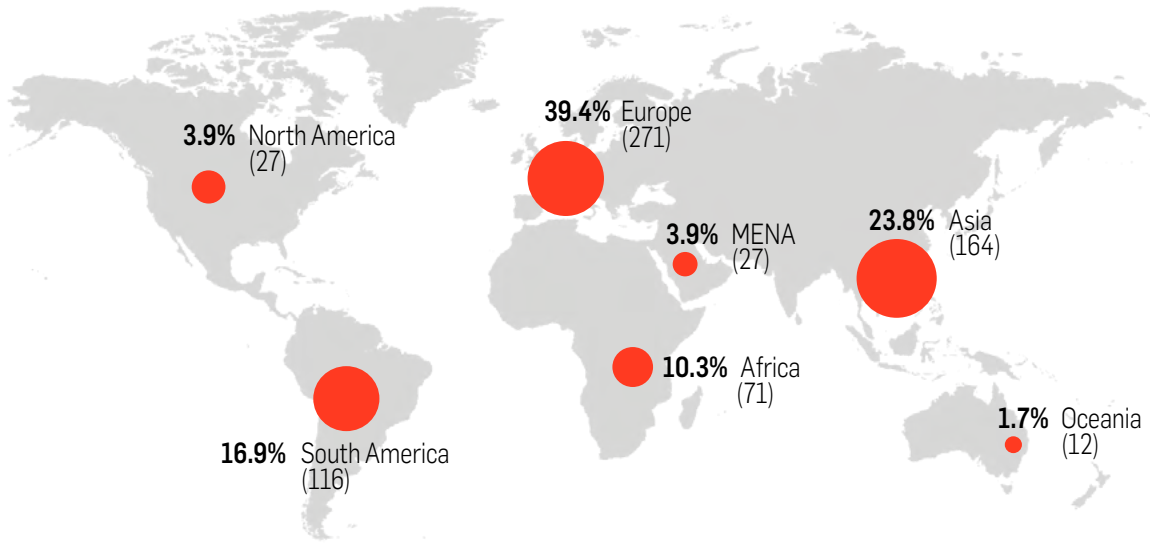 39.4% Europe
(271)
3.9% North America
(27)
23.8% Asia
(164)
3.9% MENA
(27)
10.3% Africa
(71)
1.7% Oceania
(12)
16.9% South America
(116)